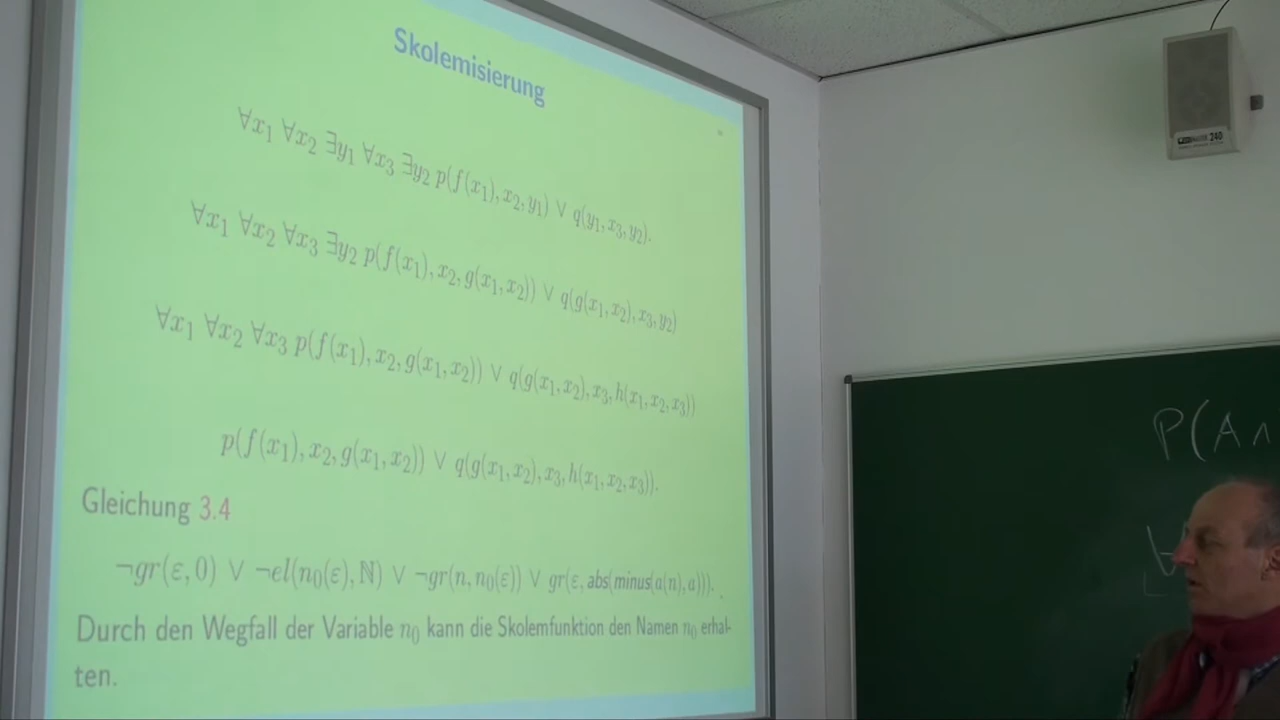 Skolemisierung
∀x₁ ∀x₂ ∃y₁ ∀x₃ ∃y₂ p(f(x₁), x₂, y₁) ∨ q(y₁, x₃, y₂).
∀x₁ ∀x₂ ∀x₃ ∃y₂ p(f(x₁), x₂, g(x₁, x₂)) ∨ q(g(x₁, x₂), x₃, y₂)
∀x₁ ∀x₂ ∀x₃ p(f(x₁), x₂, g(x₁, x₂)) ∨ q(g(x₁, x₂), x₃, h(x₁, x₂, x₃))
p(f(x₁), x₂, g(x₁, x₂)) ∨ q(g(x₁, x₂), x₃, h(x₁, x₂, x₃)).
Gleichung 3.4
¬gr(ε, 0) ∨ ¬el(n₀(ε), ℕ) ∨ ¬gr(n, n₀(ε)) ∨ gr(ε, abs(minus(a(n), a))).
Durch den Wegfall der Variable n₀ kann die Skolemfunktion den Namen n₀ erhal-
ten.
240
P(A ∧